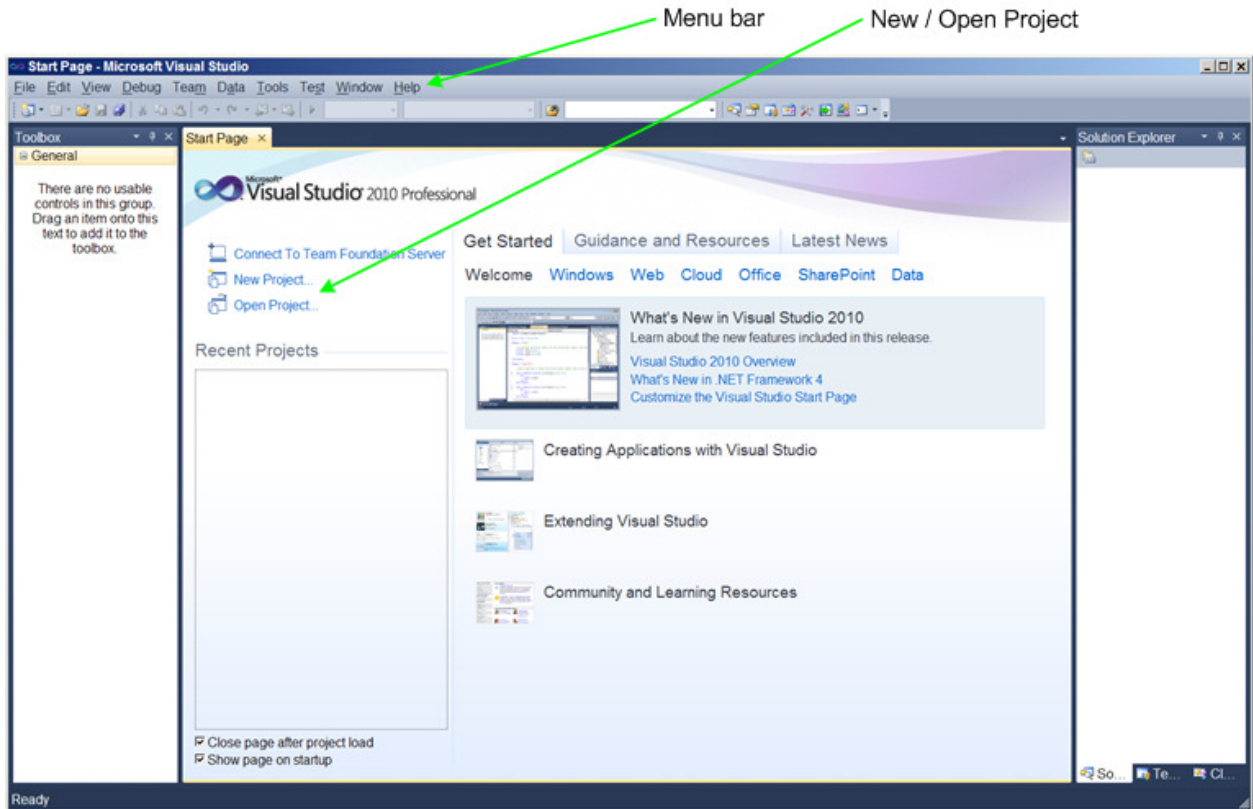 Menu bar
New / Open Project
Start Page - Microsoft Visual Studio
File Edit View Debug Team Data Tools Test Window Help
Toolbox
Start Page
Solution Explorer
General
There are no usable
controls in this group.
Drag an item onto this
text to add it to the
toolbox.
Microsoft®
Visual Studio® 2010 Professional
Connect To Team Foundation Server
New Project...
Open Project...
Recent Projects
Close page after project load
Show page on startup
Get Started Guidance and Resources Latest News
Welcome Windows Web Cloud Office SharePoint Data
What's New in Visual Studio 2010
Learn about the new features included in this release.
Visual Studio 2010 Overview
What's New in .NET Framework 4
Customize the Visual Studio Start Page
Creating Applications with Visual Studio
Extending Visual Studio
Community and Learning Resources
So... Te... Cl...
Ready